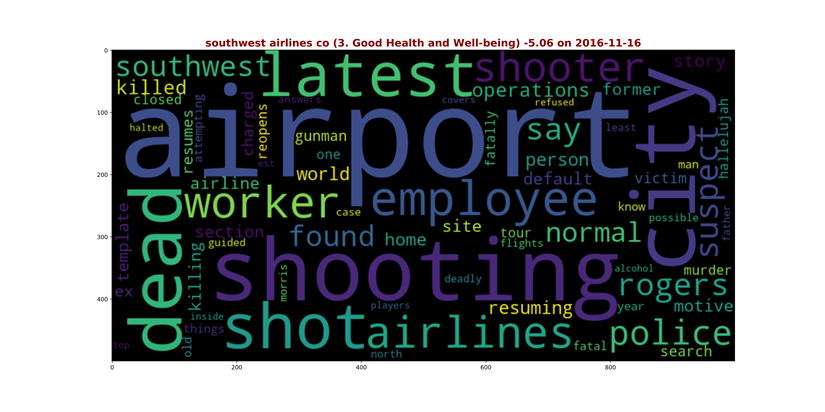 southwest airlines co (3. Good Health and Well-being) -5.06 on 2016-11-16
0
100
200
300
400
0 200 400 600 800
southwest latest shooter story
killed operations former
closed answers covers refused
airport city
halted resumes attempting charged reopens gunman fatally say least hallelujah
one person man
est world default victim suspect
airline employee know
dead worker case possible
site father
template section found home tour normal
guided flights
shooting alcohol murder
ex killing morris deadly rogers
players resuming year motive
inside shot airlines police
things
top old north fatal search